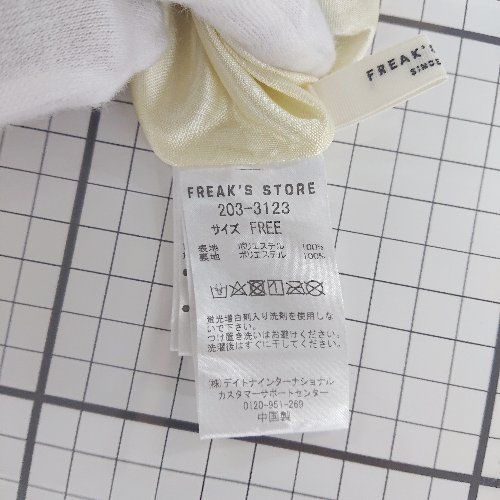 FREAK'S
SINCE
FREAK'S STORE
203-3123
サイズ FREE
表地 ポリエステル 100%
裏地 ポリエステル 100%
蛍光増白剤入り洗剤を使用しな
いで下さい。
つけ置き洗いはお避けください。
洗濯後はすぐに干してください。
(株)デイトナインターナショナル
カスタマーサポートセンター
0120-951-269
中国製